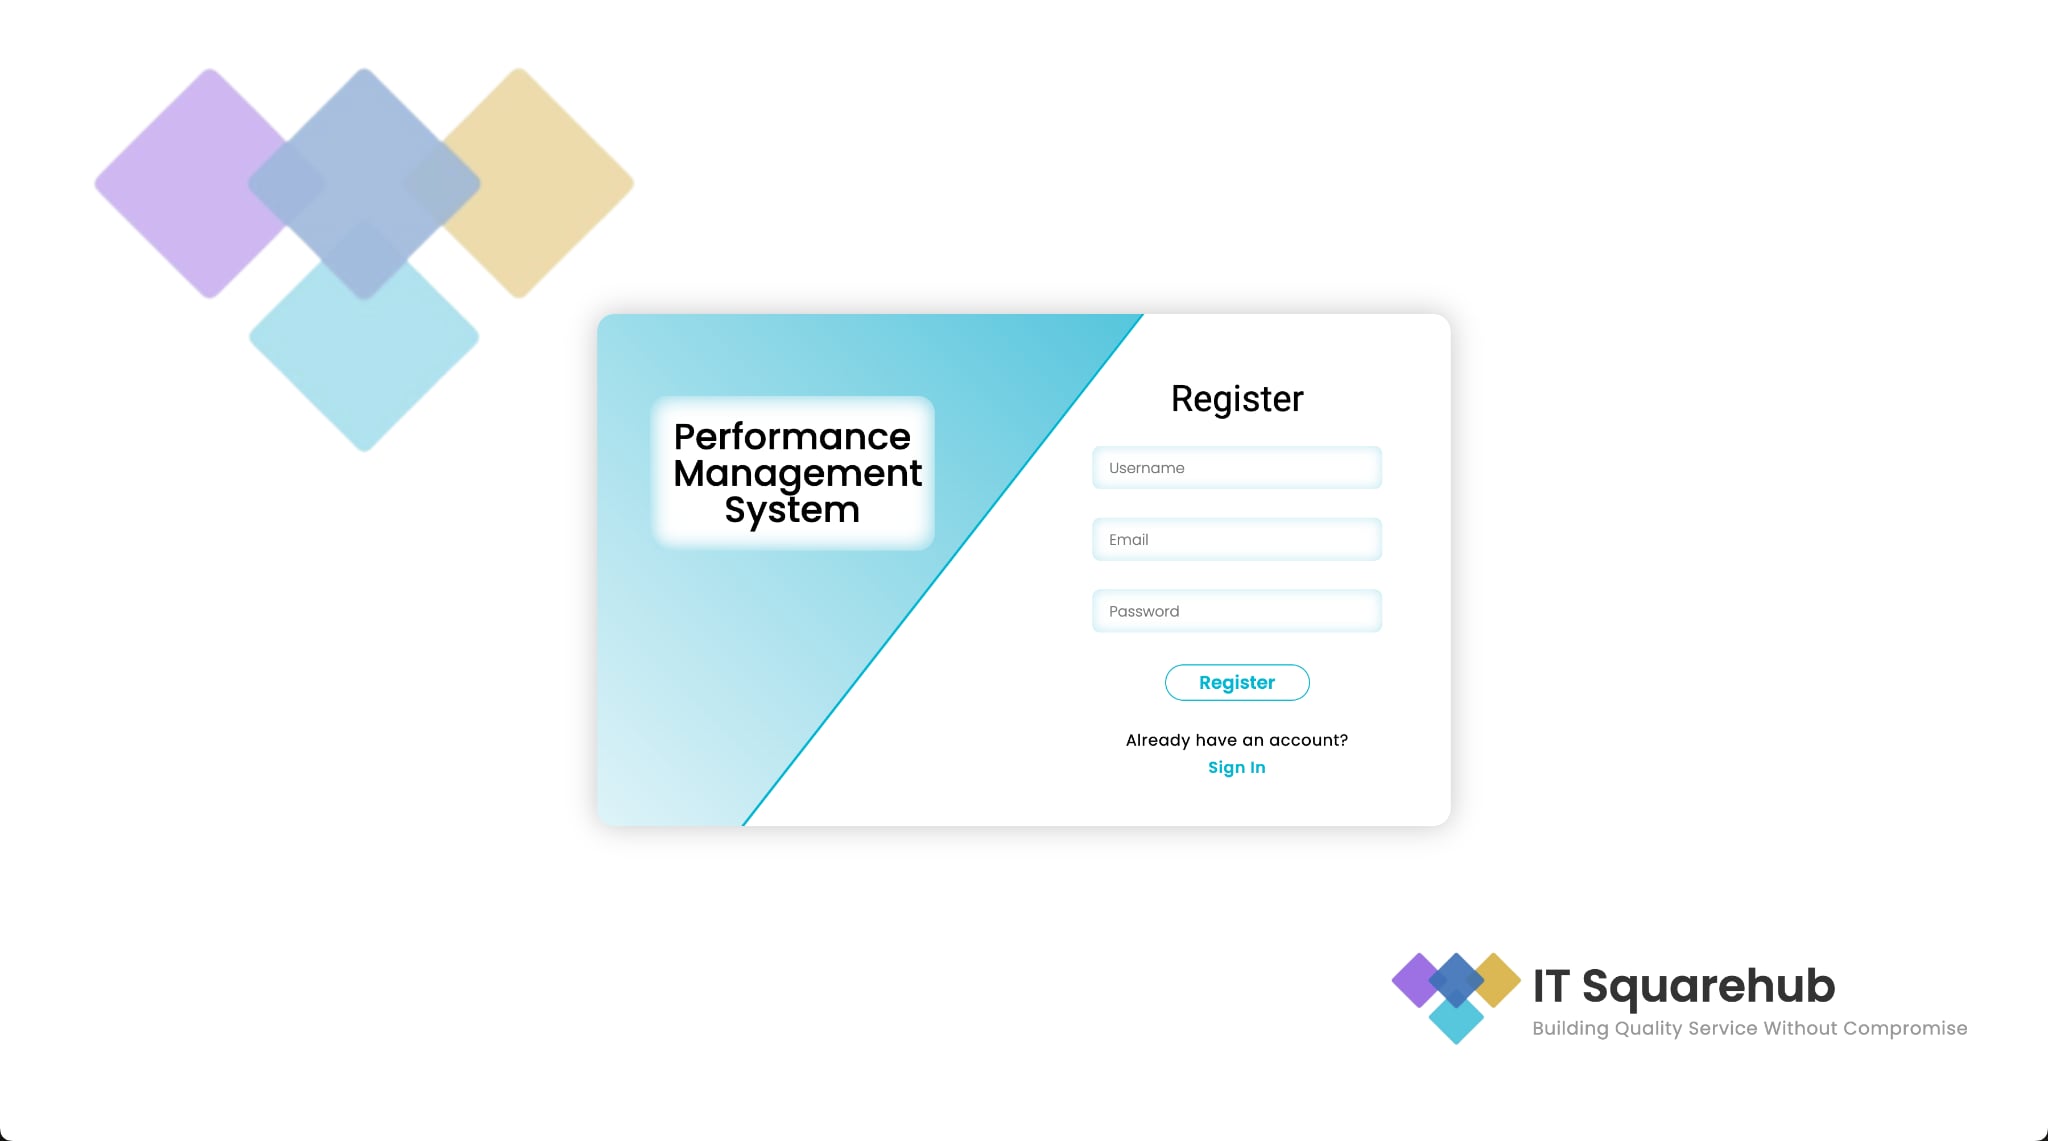 Performance
Management
System
Register
Username
Email
Password
Register
Already have an account?
Sign In
IT Squarehub
Building Quality Service Without Compromise